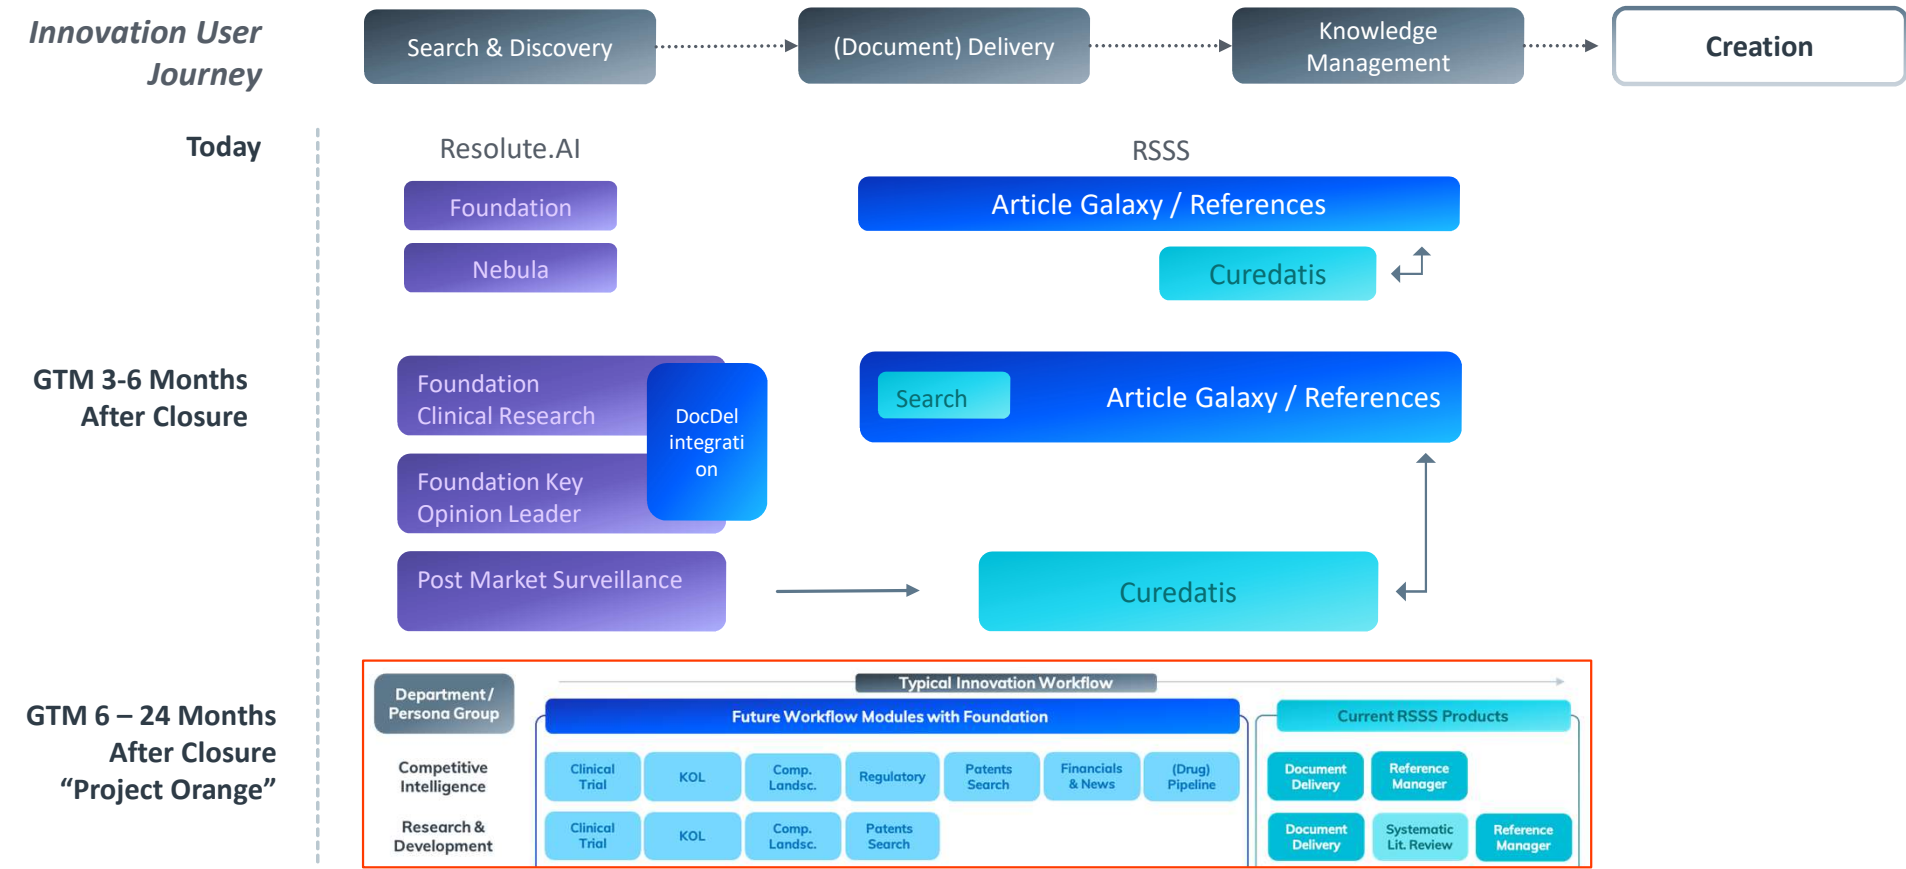 Innovation User
Journey
Search & Discovery
(Document) Delivery
Knowledge
Management
Creation
Today
Resolute.AI
RSSS
Foundation
Article Galaxy / References
Nebula
Curedatis
GTM 3-6 Months
After Closure
Foundation
Clinical Research
DocDel
integrati
on
Search
Article Galaxy / References
Foundation Key
Opinion Leader
Post Market Surveillance
Curedatis
GTM 6 – 24 Months
After Closure
“Project Orange”
Department /
Persona Group
Typical Innovation Workflow
Future Workflow Modules with Foundation
Current RSSS Products
Competitive
Intelligence
Clinical
Trial
KOL
Comp.
Landsc.
Regulatory
Patents
Search
Financials
& News
(Drug)
Pipeline
Document
Delivery
Reference
Manager
Research &
Development
Clinical
Trial
KOL
Comp.
Landsc.
Patents
Search
Document
Delivery
Systematic
Lit. Review
Reference
Manager